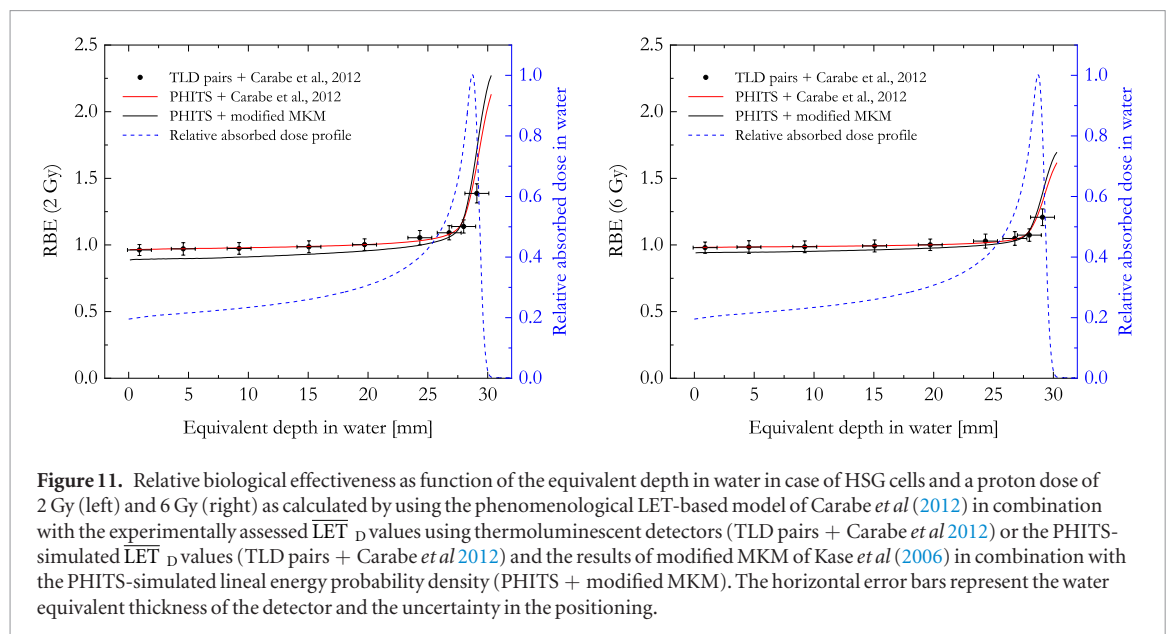 TLD pairs + Carabe et al., 2012
PHITS + Carabe et al., 2012
PHITS + modified MKM
Relative absorbed dose profile
RBE (2 Gy)
2.5
2.0
1.5
1.0
0.5
0.0
1.0
0.8
0.6
0.4
0.2
0.0
Relative absorbed dose in water
0 5 10 15 20 25 30
Equivalent depth in water [mm]
TLD pairs + Carabe et al., 2012
PHITS + Carabe et al., 2012
PHITS + modified MKM
Relative absorbed dose profile
RBE (6 Gy)
2.5
2.0
1.5
1.0
0.5
0.0
1.0
0.8
0.6
0.4
0.2
0.0
Relative absorbed dose in water
0 5 10 15 20 25 30
Equivalent depth in water [mm]
Figure 11. Relative biological effectiveness as function of the equivalent depth in water in case of HSG cells and a proton dose of
2 Gy (left) and 6 Gy (right) as calculated by using the phenomenological LET-based model of Carabe et al (2012) in combination
with the experimentally assessed L̅E̅T̅ D values using thermoluminescent detectors (TLD pairs + Carabe et al 2012) or the PHITS-
simulated L̅E̅T̅ D values (TLD pairs + Carabe et al 2012) and the results of modified MKM of Kase et al (2006) in combination with
the PHITS-simulated lineal energy probability density (PHITS + modified MKM). The horizontal error bars represent the water
equivalent thickness of the detector and the uncertainty in the positioning.